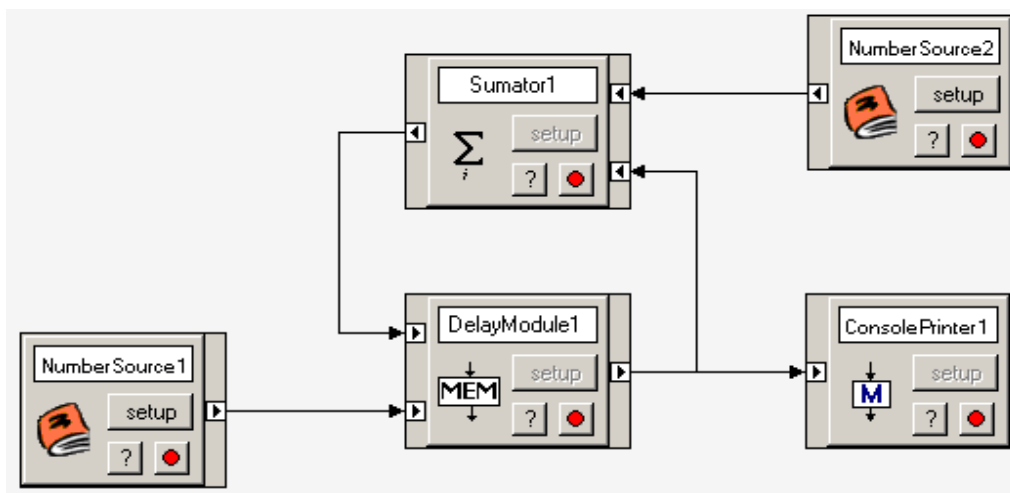 NumberSource2
setup
?
Sumator1
setup
Σ
i
?
DelayModule1
setup
MEM
?
ConsolePrinter1
setup
M
?
NumberSource1
setup
?